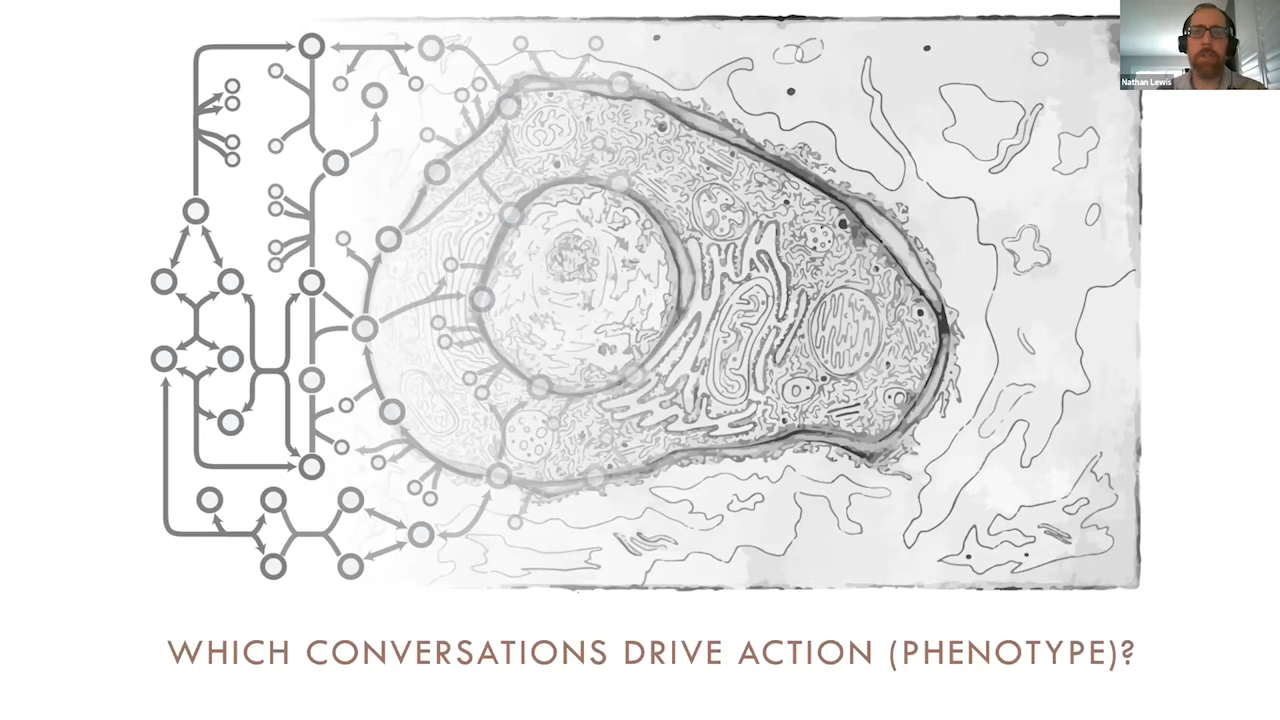 Nathan Lewis
WHICH CONVERSATIONS DRIVE ACTION (PHENOTYPE)?